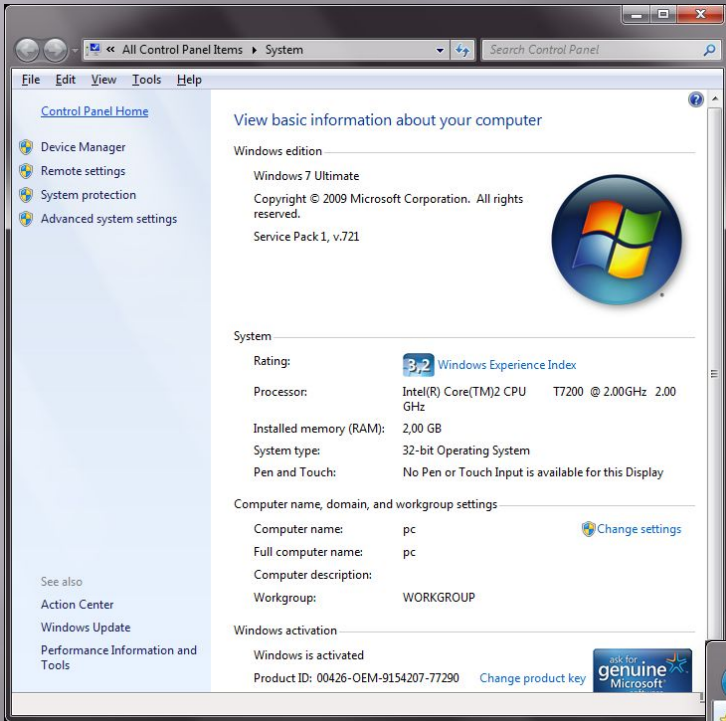 « All Control Panel Items ▸ System
Search Control Panel
File Edit View Tools Help
Control Panel Home
Device Manager
Remote settings
System protection
Advanced system settings
See also
Action Center
Windows Update
Performance Information and
Tools
View basic information about your computer
Windows edition
Windows 7 Ultimate
Copyright © 2009 Microsoft Corporation. All rights
reserved.
Service Pack 1, v.721
System
Rating: 3,2 Windows Experience Index
Processor: Intel(R) Core(TM)2 CPU T7200 @ 2.00GHz 2.00
GHz
Installed memory (RAM): 2,00 GB
System type: 32-bit Operating System
Pen and Touch: No Pen or Touch Input is available for this Display
Computer name, domain, and workgroup settings
Computer name: pc Change settings
Full computer name: pc
Computer description:
Workgroup: WORKGROUP
Windows activation
Windows is activated
Product ID: 00426-OEM-9154207-77290 Change product key
ask for
genuine
Microsoft
software